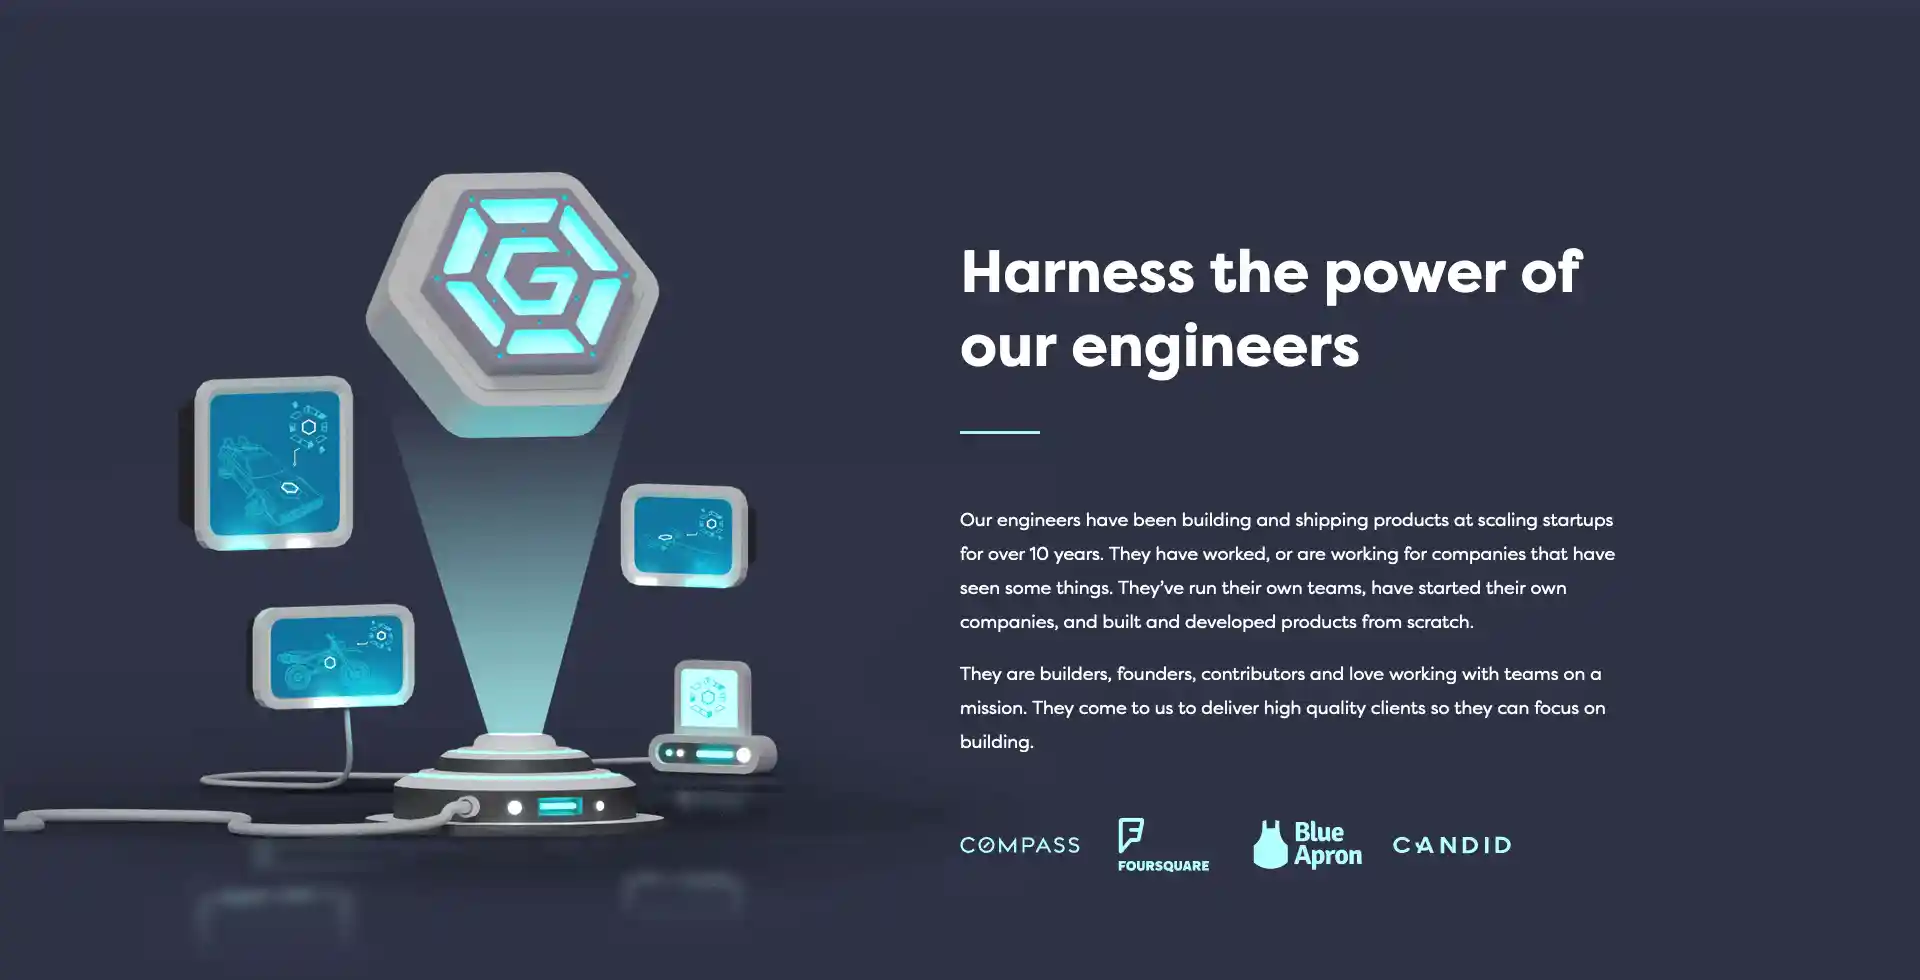 G
Harness the power of
our engineers
Our engineers have been building and shipping products at scaling startups
for over 10 years. They have worked, or are working for companies that have
seen some things. They’ve run their own teams, have started their own
companies, and built and developed products from scratch.
They are builders, founders, contributors and love working with teams on a
mission. They come to us to deliver high quality clients so they can focus on
building.
COMPASS
FOURSQUARE
Blue
Apron
CANDID